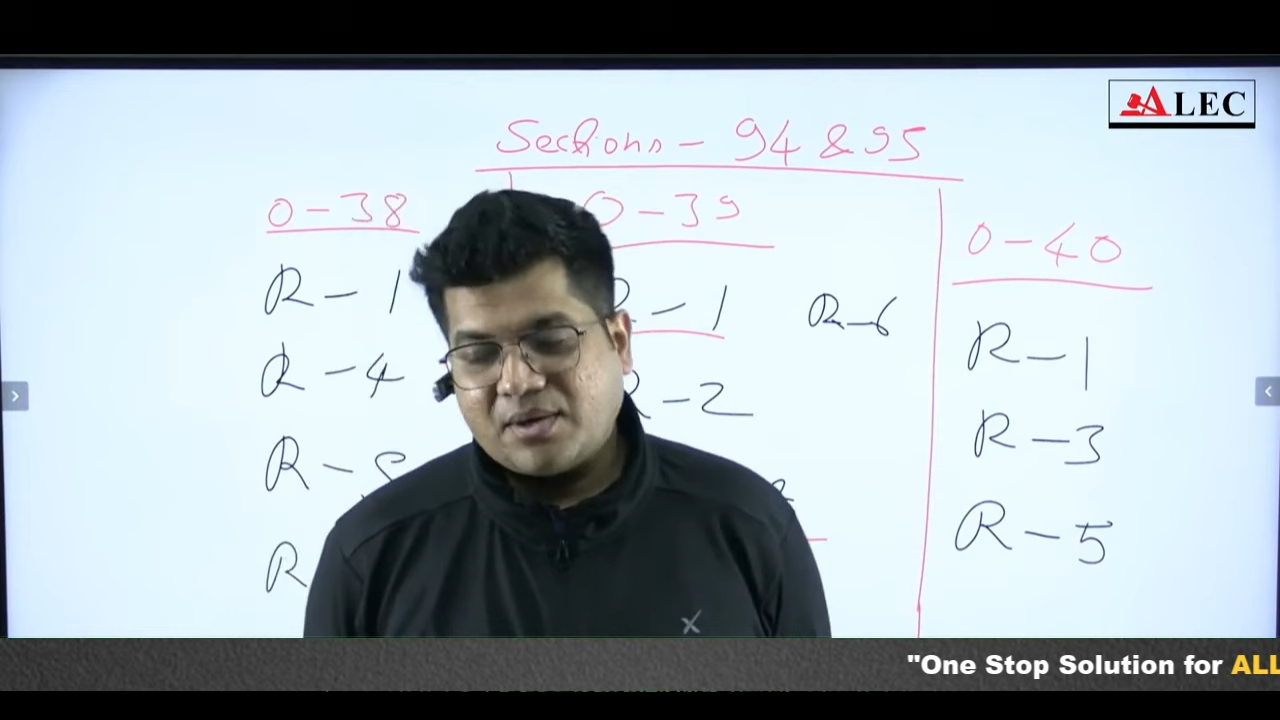 ALEC
Sections - 94 & 95
O-38
R-1
R-4
R-5
R
O-39
R-1
R-2
R-6
O-40
R-1
R-3
R-5
"One Stop Solution for ALL